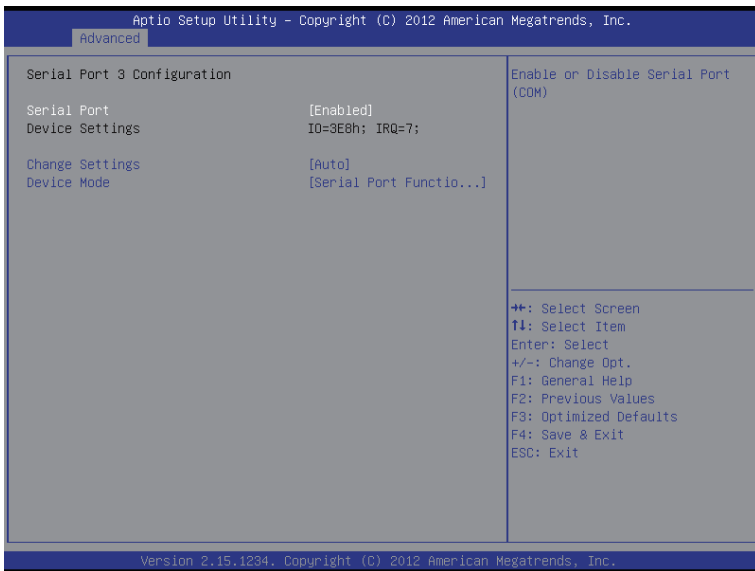 Aptio Setup Utility – Copyright (C) 2012 American Megatrends, Inc.
Advanced
Serial Port 3 Configuration
Serial Port [Enabled]
Device Settings IO=3E8h; IRQ=7;
Change Settings [Auto]
Device Mode [Serial Port Functio...]
Enable or Disable Serial Port
(COM)
→←: Select Screen
↑↓: Select Item
Enter: Select
+/-: Change Opt.
F1: General Help
F2: Previous Values
F3: Optimized Defaults
F4: Save & Exit
ESC: Exit
Version 2.15.1234. Copyright (C) 2012 American Megatrends, Inc.